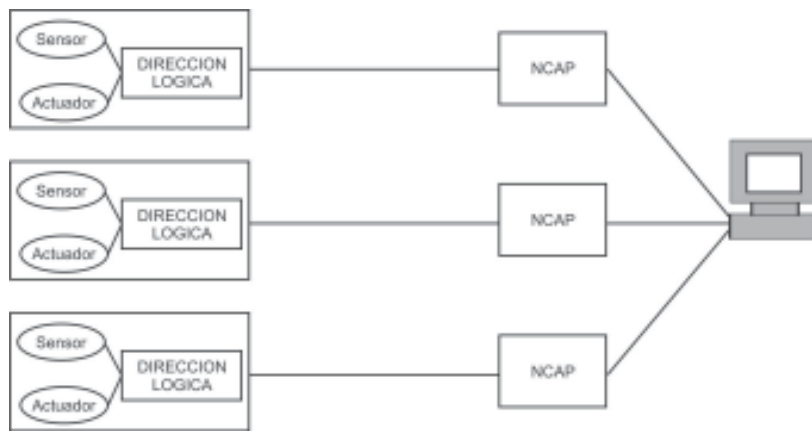 Sensor
DIRECCION
LOGICA
Actuador
NCAP
Sensor
DIRECCION
LOGICA
Actuador
NCAP
Sensor
DIRECCION
LOGICA
Actuador
NCAP